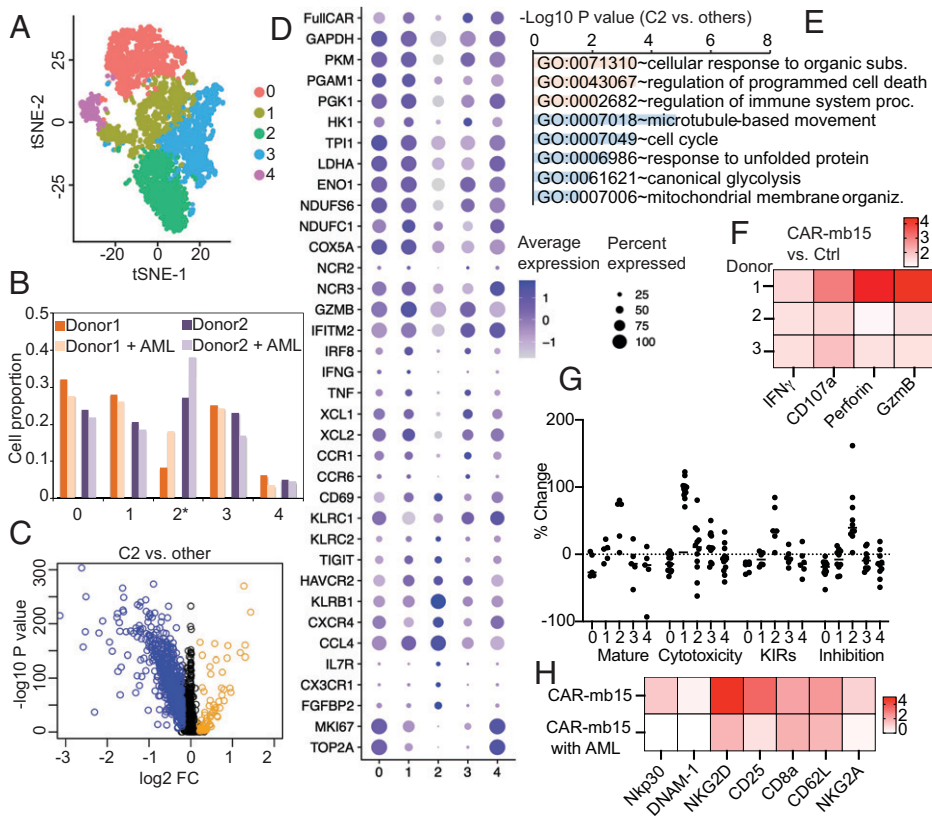 A
25
0
-25
tSNE-2
-20 0 20
tSNE-1
0
1
2
3
4
B
0.5
0.4
0.2
0
Cell proportion
Donor1 Donor2
Donor1 + AML Donor2 + AML
0 1 2* 3 4
C
C2 vs. other
300
200
100
0
-log10 P value
-3 -2 -1 0 1 2
log2 FC
D
FullCAR
GAPDH
PKM
PGAM1
PGK1
HK1
TPI1
LDHA
ENO1
NDUFS6
NDUFC1
COX5A
NCR2
NCR3
GZMB
IFITM2
IRF8
IFNG
TNF
XCL1
XCL2
CCR1
CCR6
CD69
KLRC1
KLRC2
TIGIT
HAVCR2
KLRB1
CXCR4
CCL4
IL7R
CX3CR1
FGFBP2
MKI67
TOP2A
0 1 2 3 4
Average expression
1
0
-1
Percent expressed
25
50
75
100
E
-Log10 P value (C2 vs. others)
0 2 4 6 8
GO:0071310~cellular response to organic subs.
GO:0043067~regulation of programmed cell death
GO:0002682~regulation of immune system proc.
GO:0007018~microtubule-based movement
GO:0007049~cell cycle
GO:0006986~response to unfolded protein
GO:0061621~canonical glycolysis
GO:0007006~mitochondrial membrane organiz.
F
CAR-mb15
vs. Ctrl
4
3
2
1
Donor
1
2
3
IFNγ CD107a Perforin GzmB
G
200
100
0
-100
% Change
0 1 2 3 4 0 1 2 3 4 0 1 2 3 4 0 1 2 3 4
Mature Cytotoxicity KIRs Inhibition
H
CAR-mb15
CAR-mb15
with AML
4
2
0
Nkp30 DNAM-1 NKG2D CD25 CD8a CD62L NKG2A